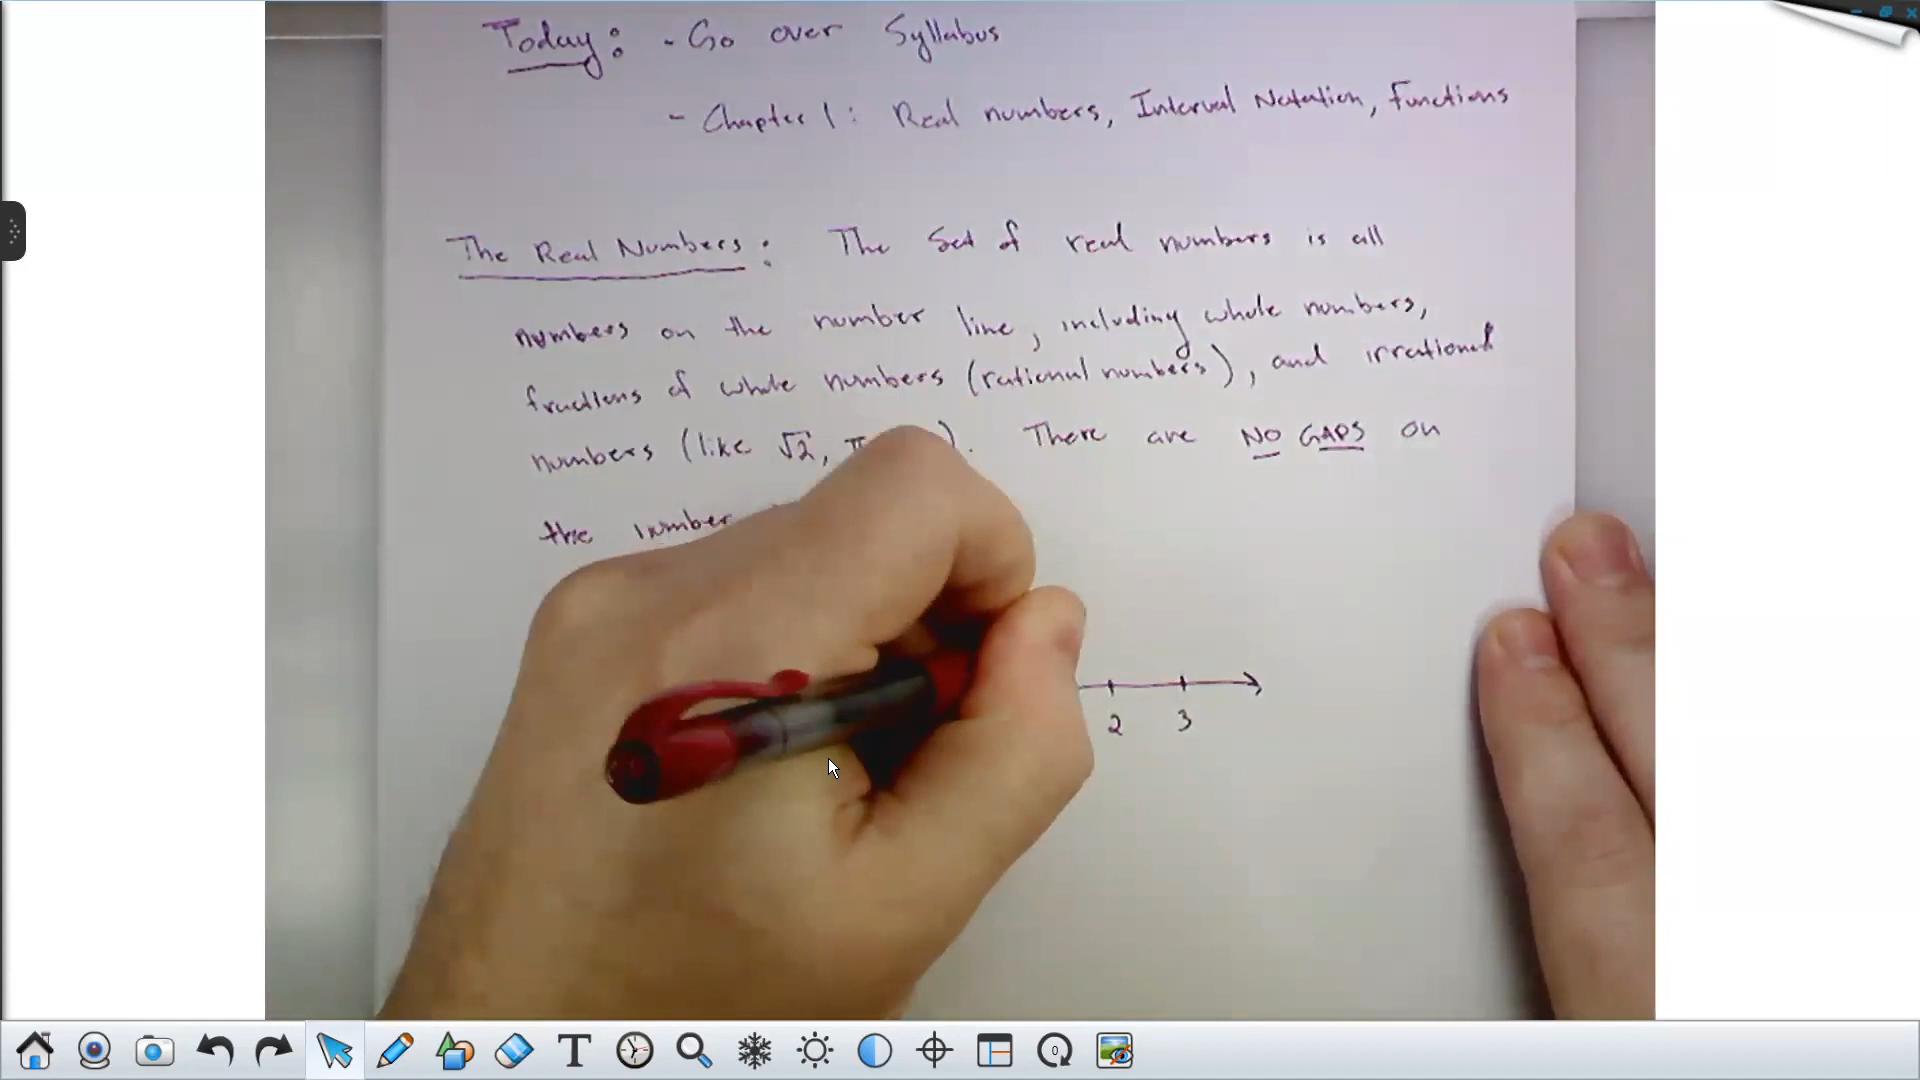 Today: - Go over Syllabus
- Chapter 1: Real numbers, Interval Notation, Functions
The Real Numbers: The Set of real numbers is all
numbers on the number line, including whole numbers,
fractions of whole numbers (rational numbers), and irrational
numbers (like √2, π ). There are NO GAPS on
the number
2 3
T
0